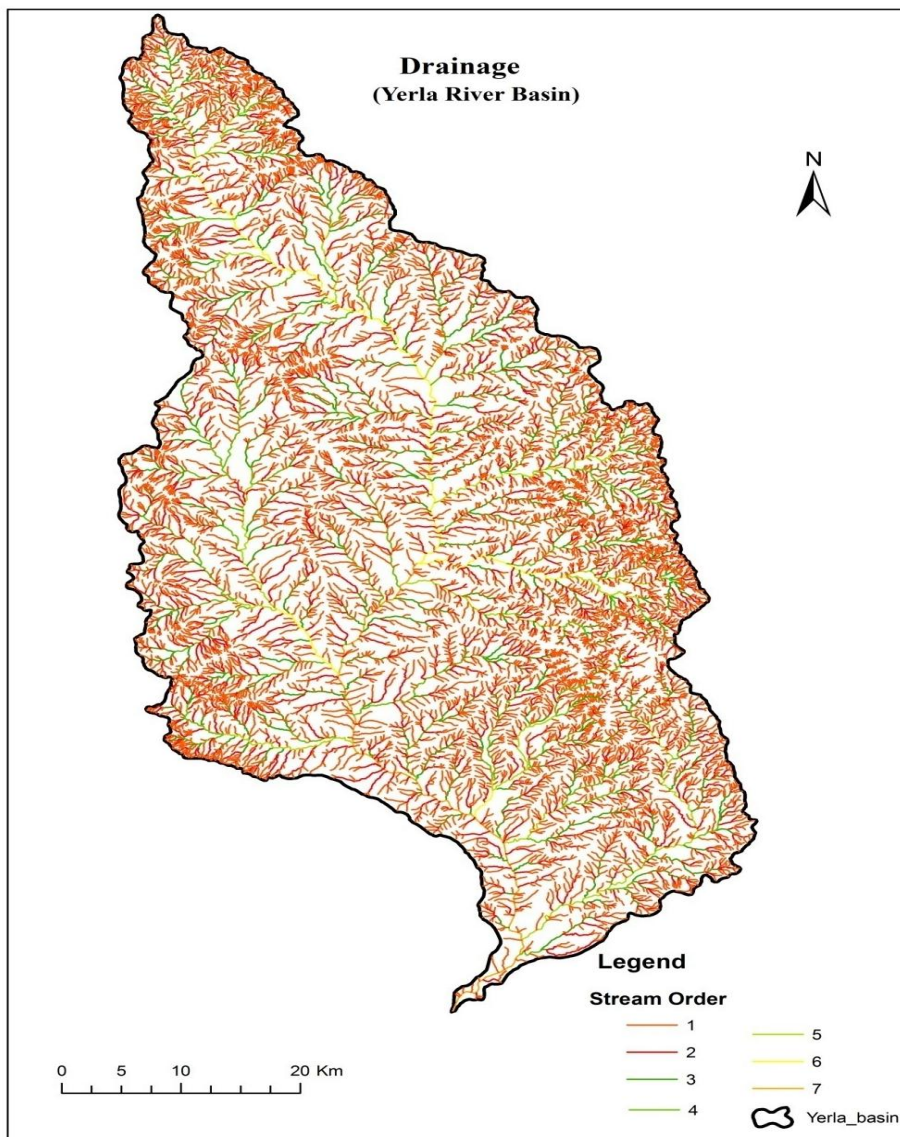 Drainage
(Yerla River Basin)
N
Legend
Stream Order
1
2
3
4
5
6
7
Yerla_basin
0 5 10 20 Km